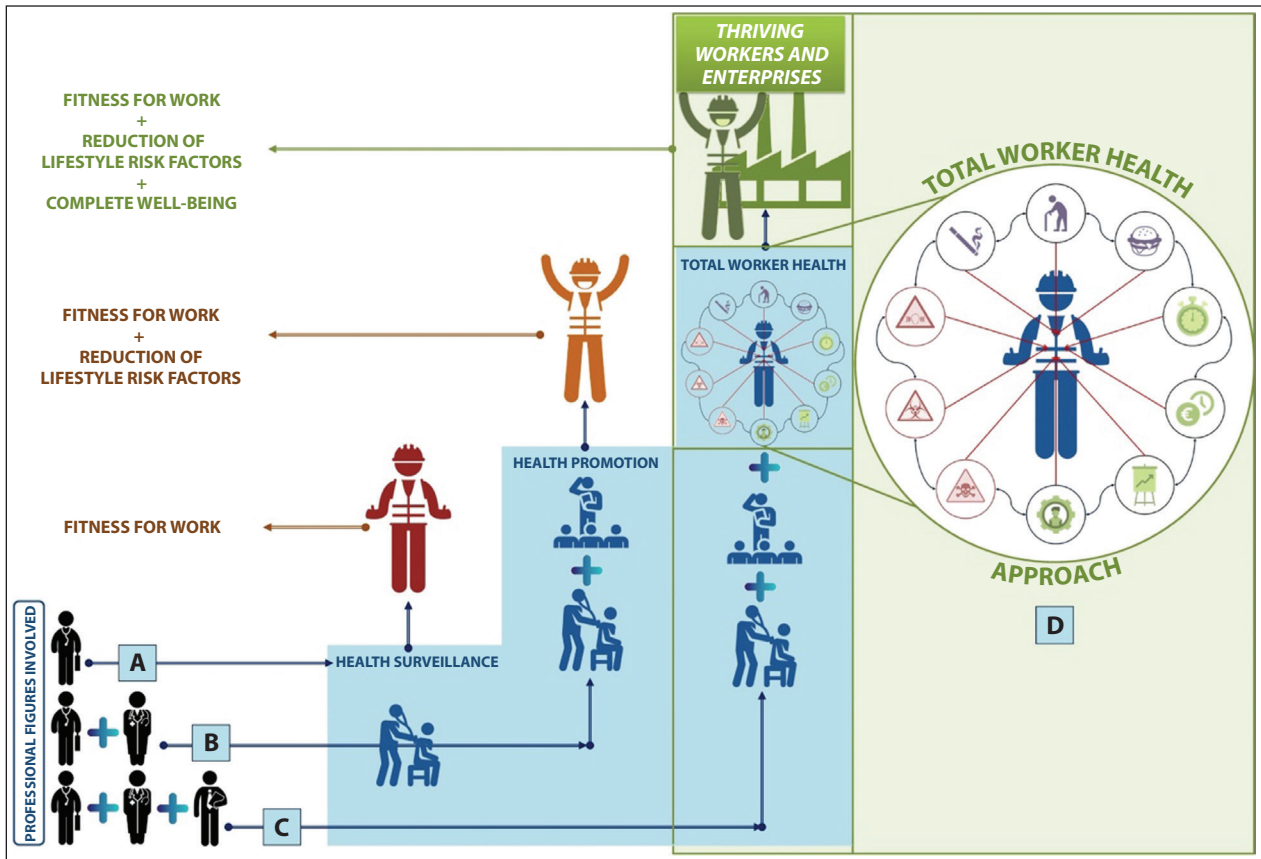 THRIVING
WORKERS AND
ENTERPRISES
FITNESS FOR WORK
+
REDUCTION OF
LIFESTYLE RISK FACTORS
+
COMPLETE WELL-BEING
TOTAL WORKER HEALTH
TOTAL WORKER HEALTH
FITNESS FOR WORK
+
REDUCTION OF
LIFESTYLE RISK FACTORS
HEALTH PROMOTION
FITNESS FOR WORK
APPROACH
D
PROFESSIONAL FIGURES INVOLVED
A
HEALTH SURVEILLANCE
B
C